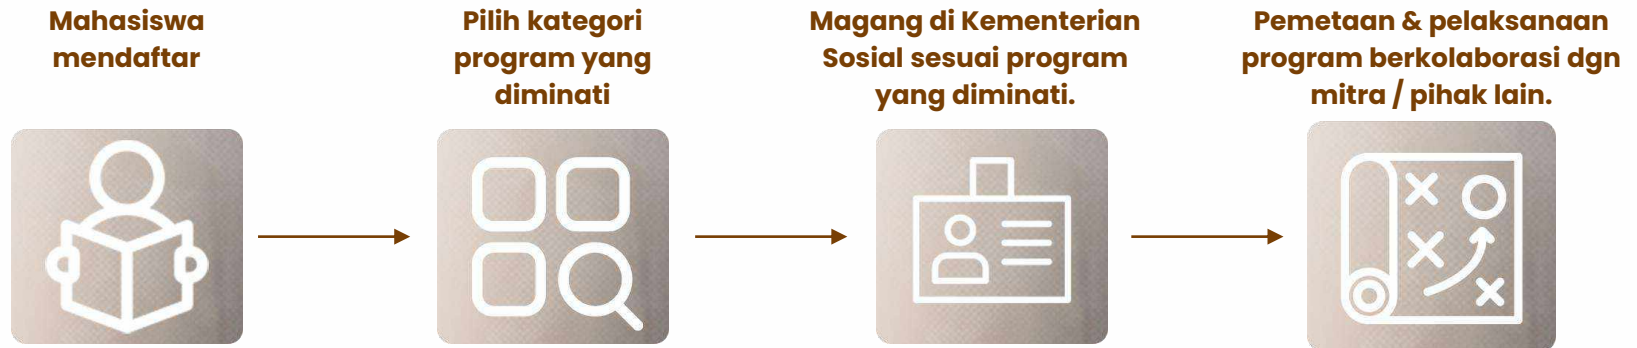 Mahasiswa
mendaftar
Pilih kategori
program yang
diminati
Magang di Kementerian
Sosial sesuai program
yang diminati.
Pemetaan & pelaksanaan
program berkolaborasi dgn
mitra / pihak lain.